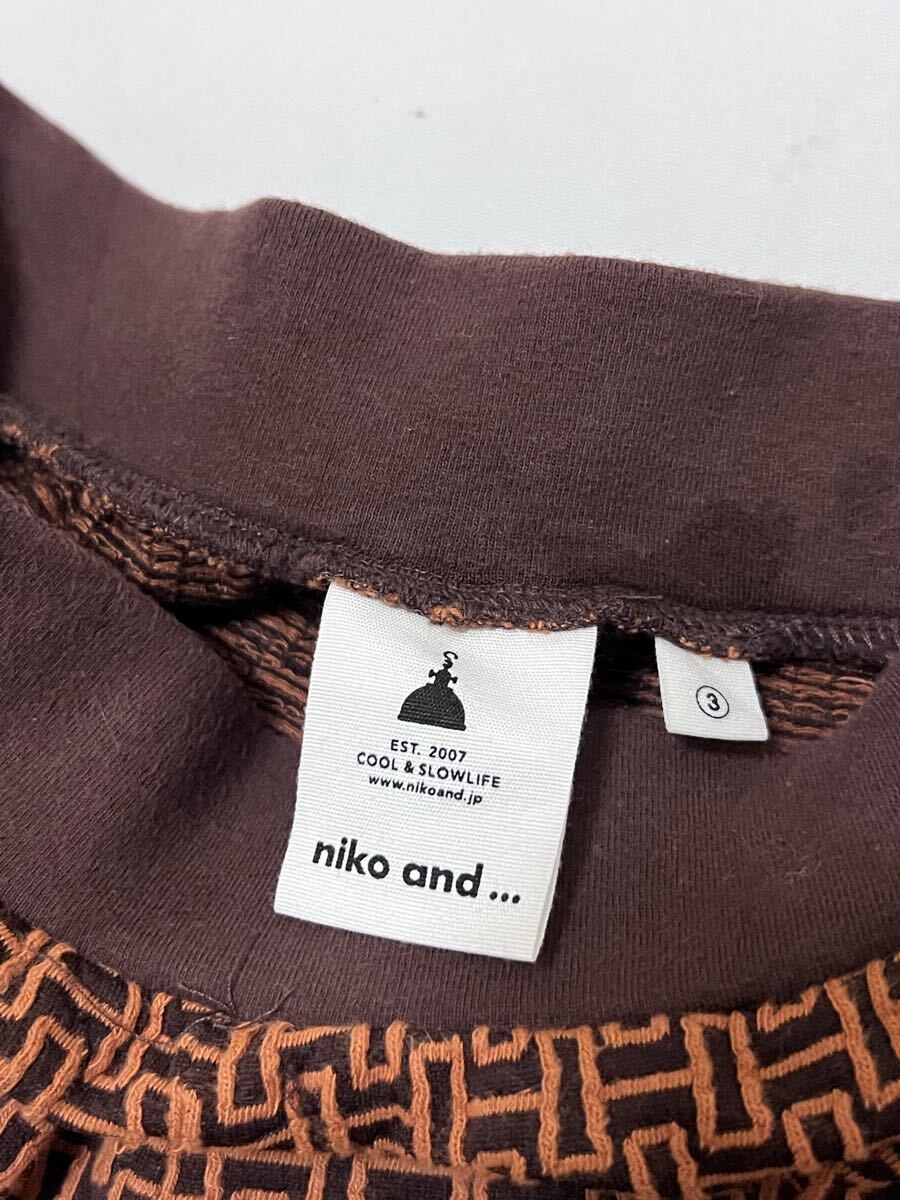 EST. 2007
COOL & SLOWLIFE
www.nikoand.jp
niko and ...
3